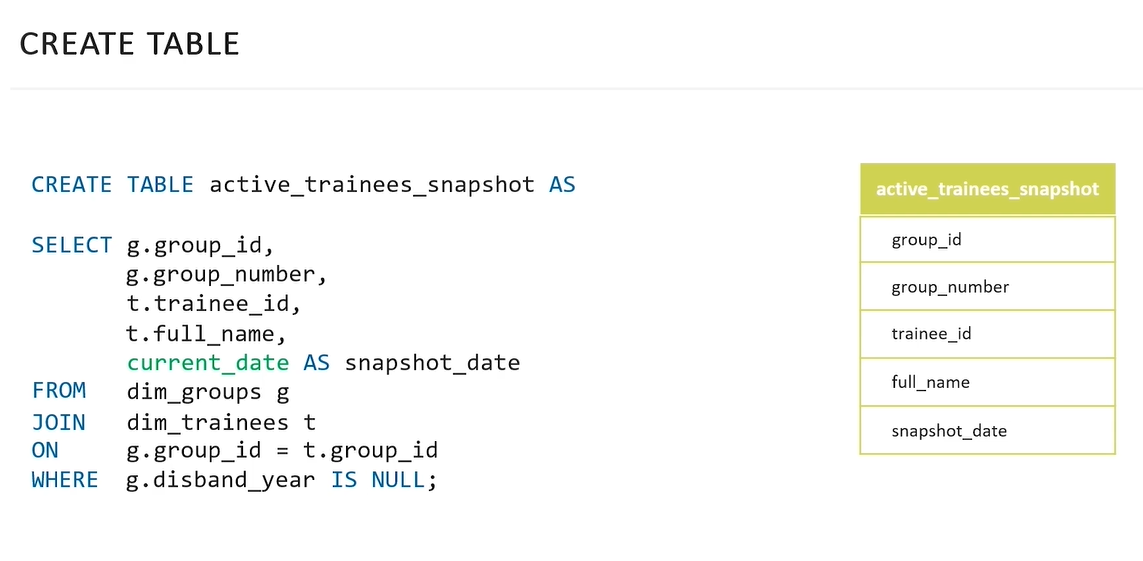 CREATE TABLE
CREATE TABLE active_trainees_snapshot AS
SELECT g.group_id,
g.group_number,
t.trainee_id,
t.full_name,
current_date AS snapshot_date
FROM dim_groups g
JOIN dim_trainees t
ON g.group_id = t.group_id
WHERE g.disband_year IS NULL;
active_trainees_snapshot
group_id
group_number
trainee_id
full_name
snapshot_date